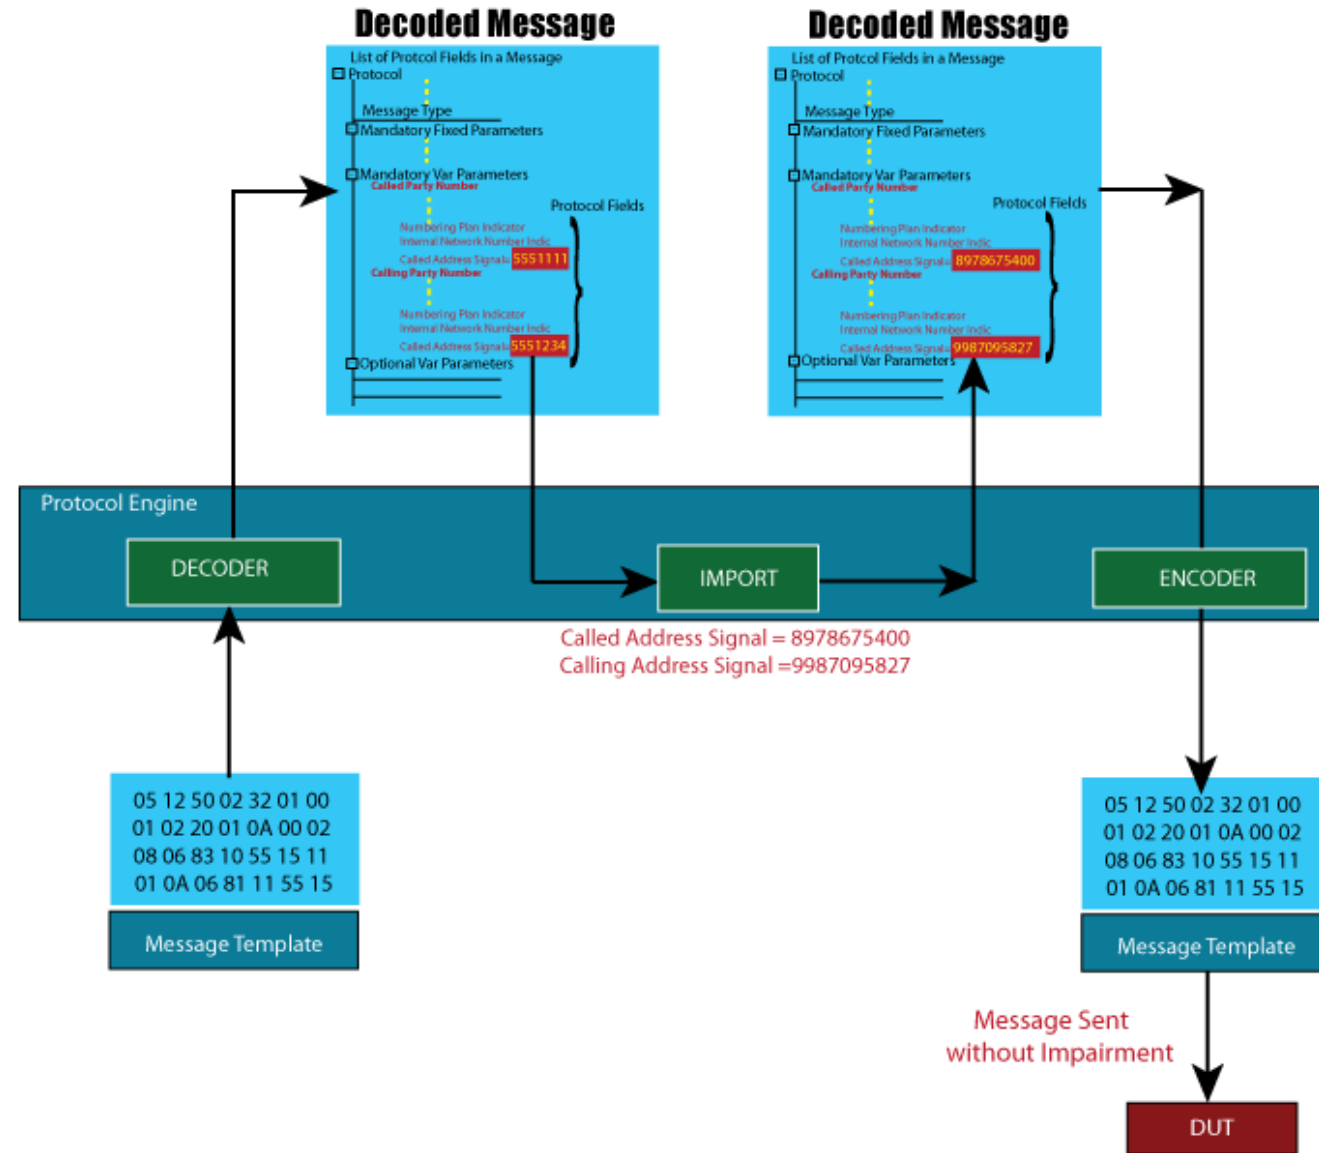 Decoded Message
List of Protcol Fields in a Message
Protocol
Message Type
Mandatory Fixed Parameters
Mandatory Var Parameters
Called Party Number
Protocol Fields
Numbering Plan Indicator
Internal Network Number Indic
Called Address Signal= 5551111
Calling Party Number
Numbering Plan Indicator
Internal Network Number Indic
Called Address Signal= 5551234
Optional Var Parameters
Decoded Message
List of Protcol Fields in a Message
Protocol
Message Type
Mandatory Fixed Parameters
Mandatory Var Parameters
Called Party Number
Protocol Fields
Numbering Plan Indicator
Internal Network Number Indic
Called Address Signal= 8978675400
Calling Party Number
Numbering Plan Indicator
Internal Network Number Indic
Called Address Signal= 9987095827
Optional Var Parameters
Protocol Engine
DECODER
IMPORT
ENCODER
Called Address Signal = 8978675400
Calling Address Signal =9987095827
05 12 50 02 32 01 00
01 02 20 01 0A 00 02
08 06 83 10 55 15 11
01 0A 06 81 11 55 15
Message Template
05 12 50 02 32 01 00
01 02 20 01 0A 00 02
08 06 83 10 55 15 11
01 0A 06 81 11 55 15
Message Template
Message Sent
without Impairment
DUT